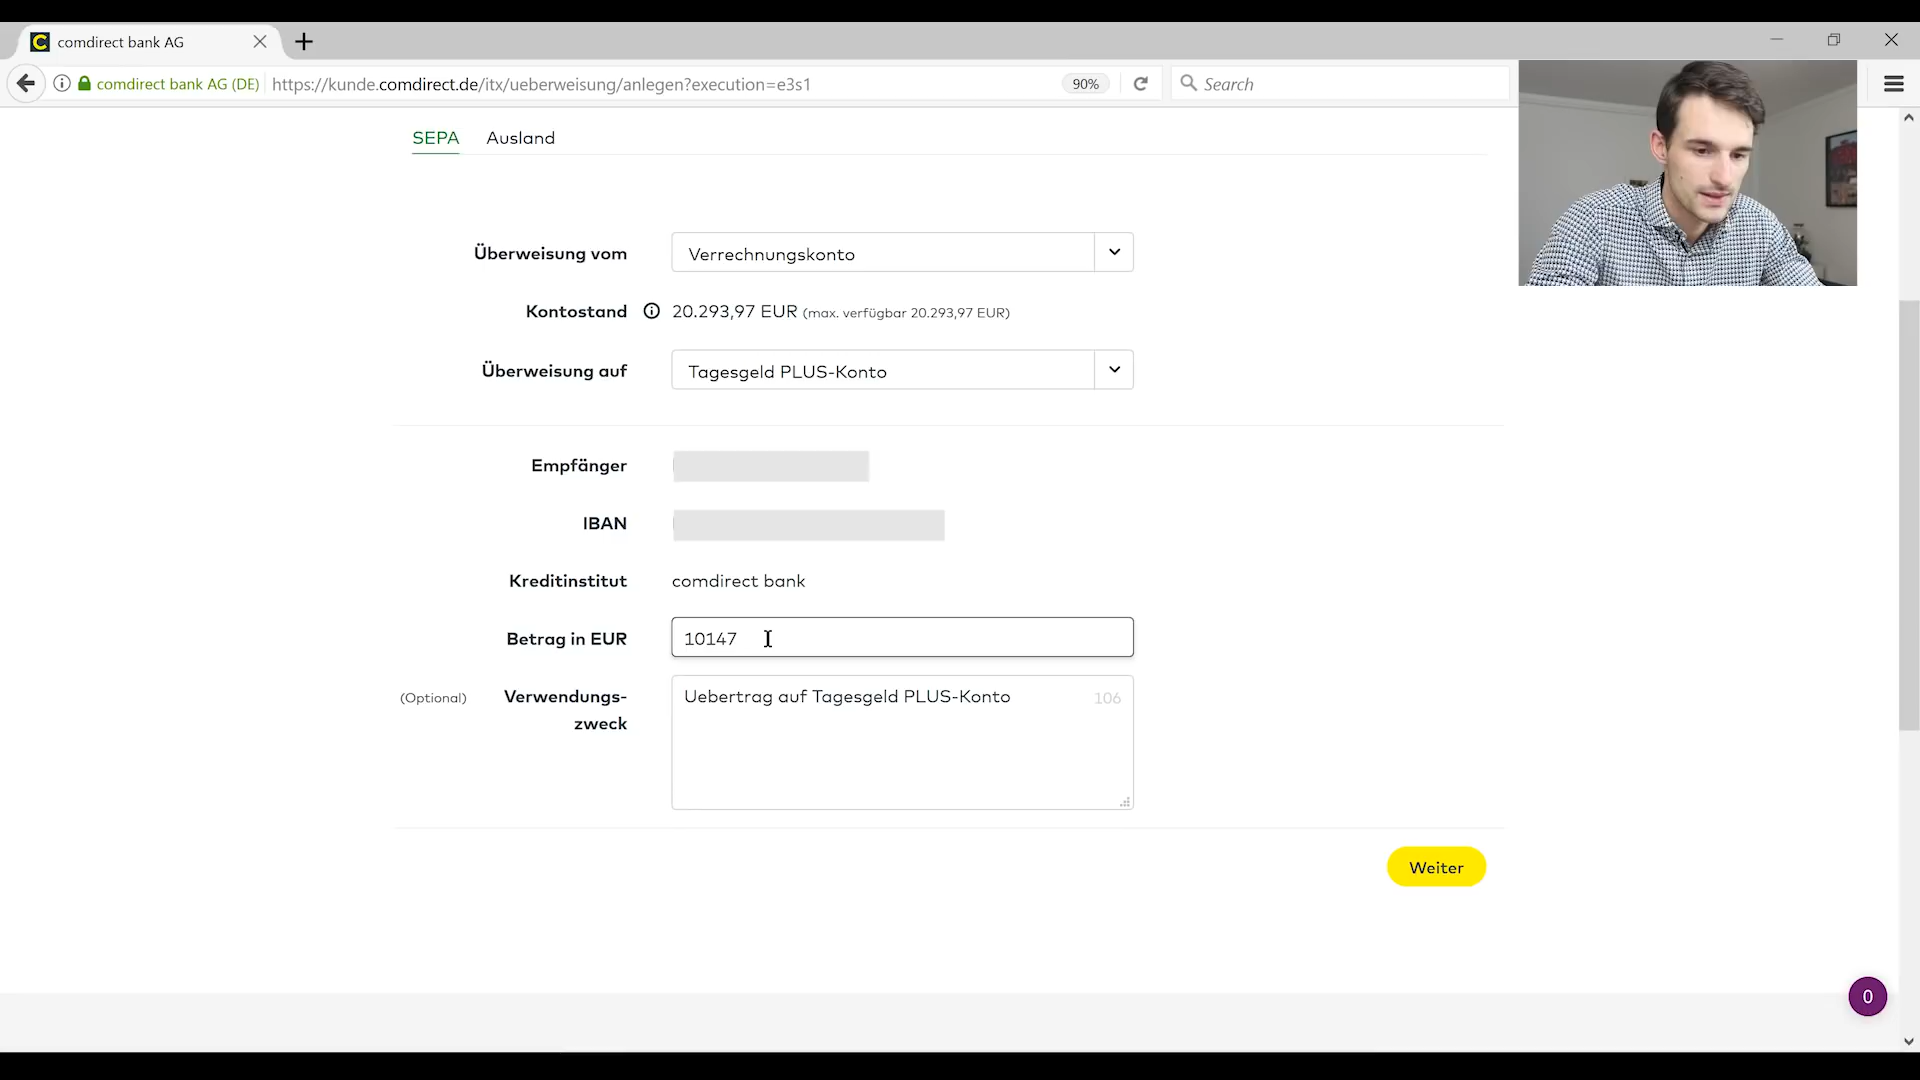 comdirect bank AG
comdirect bank AG (DE)
https://kunde.comdirect.de/itx/ueberweisung/anlegen?execution=e3s1
90%
Search
SEPA
Ausland
Überweisung vom
Verrechnungskonto
Kontostand
20.293,97 EUR (max. verfügbar 20.293,97 EUR)
Überweisung auf
Tagesgeld PLUS-Konto
Empfänger
IBAN
Kreditinstitut
comdirect bank
Betrag in EUR
10147
(Optional)
Verwendungs-
zweck
Uebertrag auf Tagesgeld PLUS-Konto
106
Weiter
0